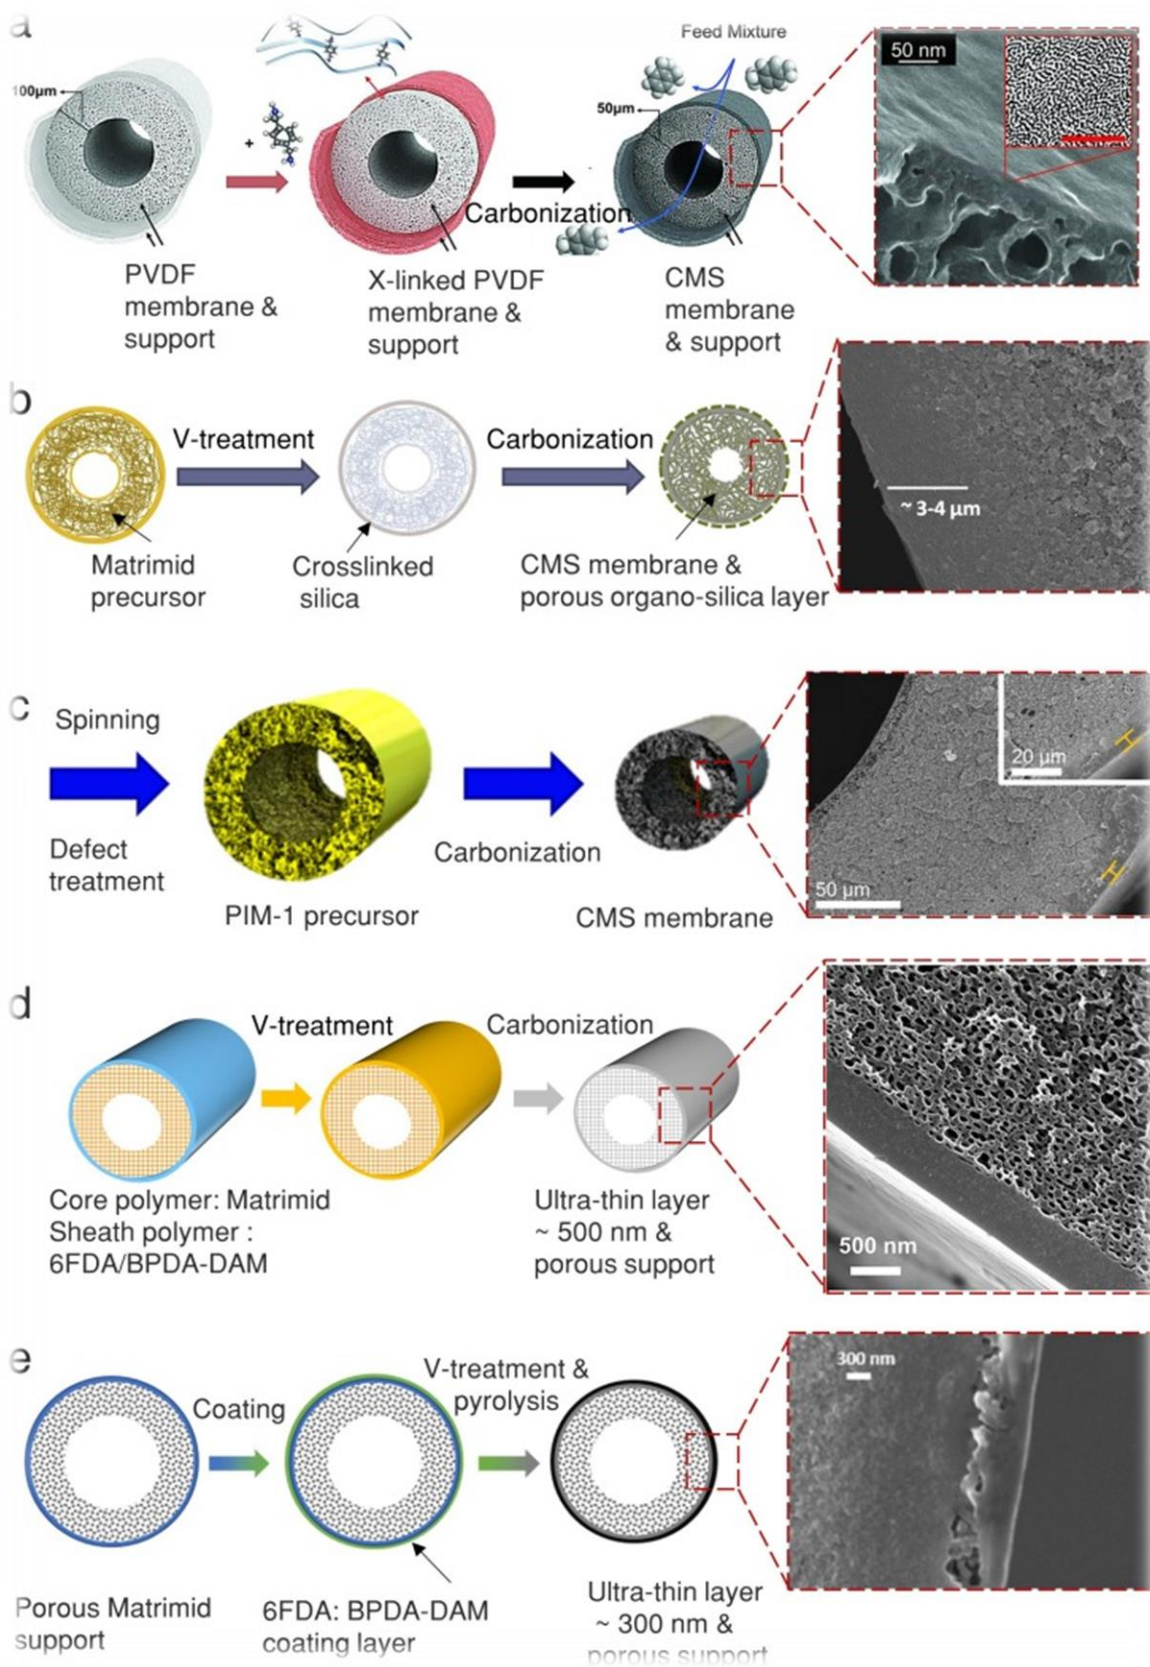 a
Feed Mixture
100µm
50µm
50 nm
+
Carbonization
PVDF
membrane &
support
X-linked PVDF
membrane &
support
CMS
membrane
& support
b
V-treatment
Carbonization
~ 3-4 µm
Matrimid
precursor
Crosslinked
silica
CMS membrane &
porous organo-silica layer
c
Spinning
Defect
treatment
Carbonization
PIM-1 precursor
CMS membrane
20 µm
50 µm
d
V-treatment
Carbonization
Core polymer: Matrimid
Sheath polymer :
6FDA/BPDA-DAM
Ultra-thin layer
~ 500 nm &
porous support
500 nm
e
Coating
V-treatment &
pyrolysis
300 nm
Porous Matrimid
support
6FDA: BPDA-DAM
coating layer
Ultra-thin layer
~ 300 nm &
porous support